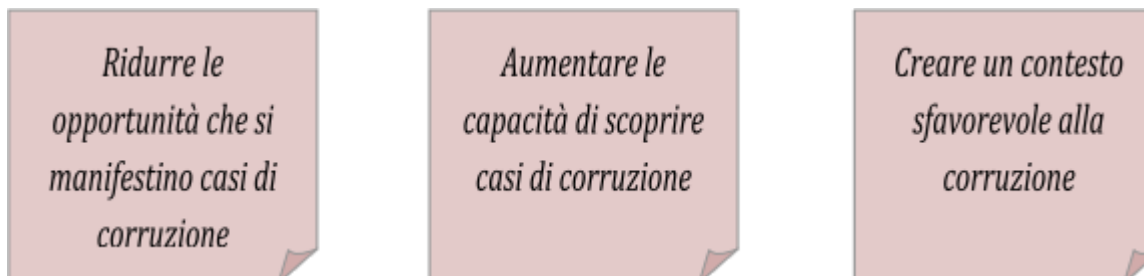 Ridurre le
opportunità che si
manifestino casi di
corruzione
Aumentare le
capacità di scoprire
casi di corruzione
Creare un contesto
sfavorevole alla
corruzione